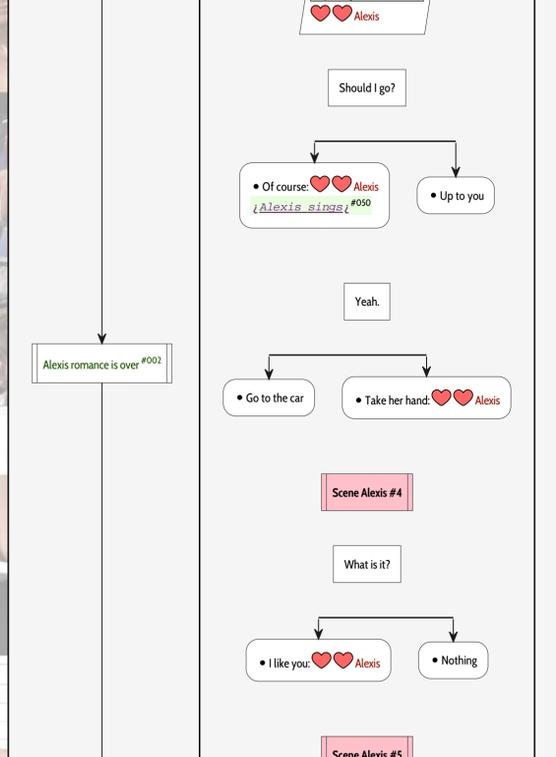 Alexis
Should I go?
• Of course: Alexis
¿Alexis sings¿ #050
• Up to you
Yeah.
Alexis romance is over #002
• Go to the car
• Take her hand: Alexis
Scene Alexis #4
What is it?
• I like you: Alexis
• Nothing
Scene Alexis #5